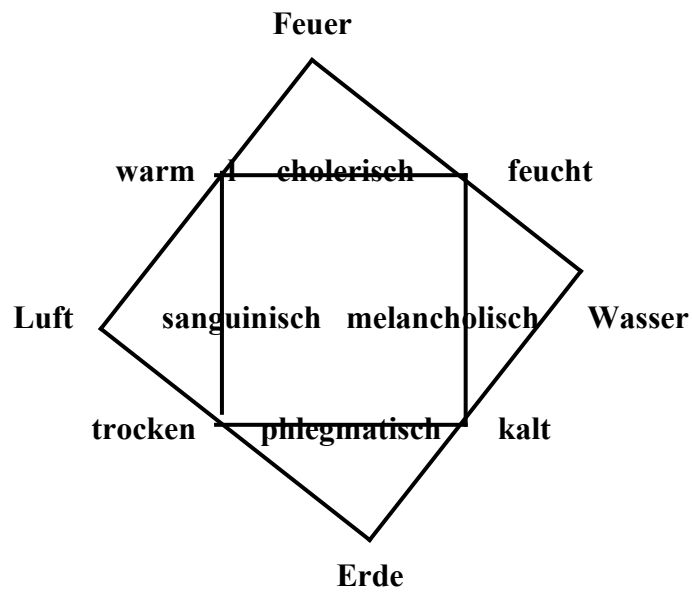 Feuer
warm d cholerisch feucht
Luft sanguinisch melancholisch Wasser
trocken phlegmatisch kalt
Erde